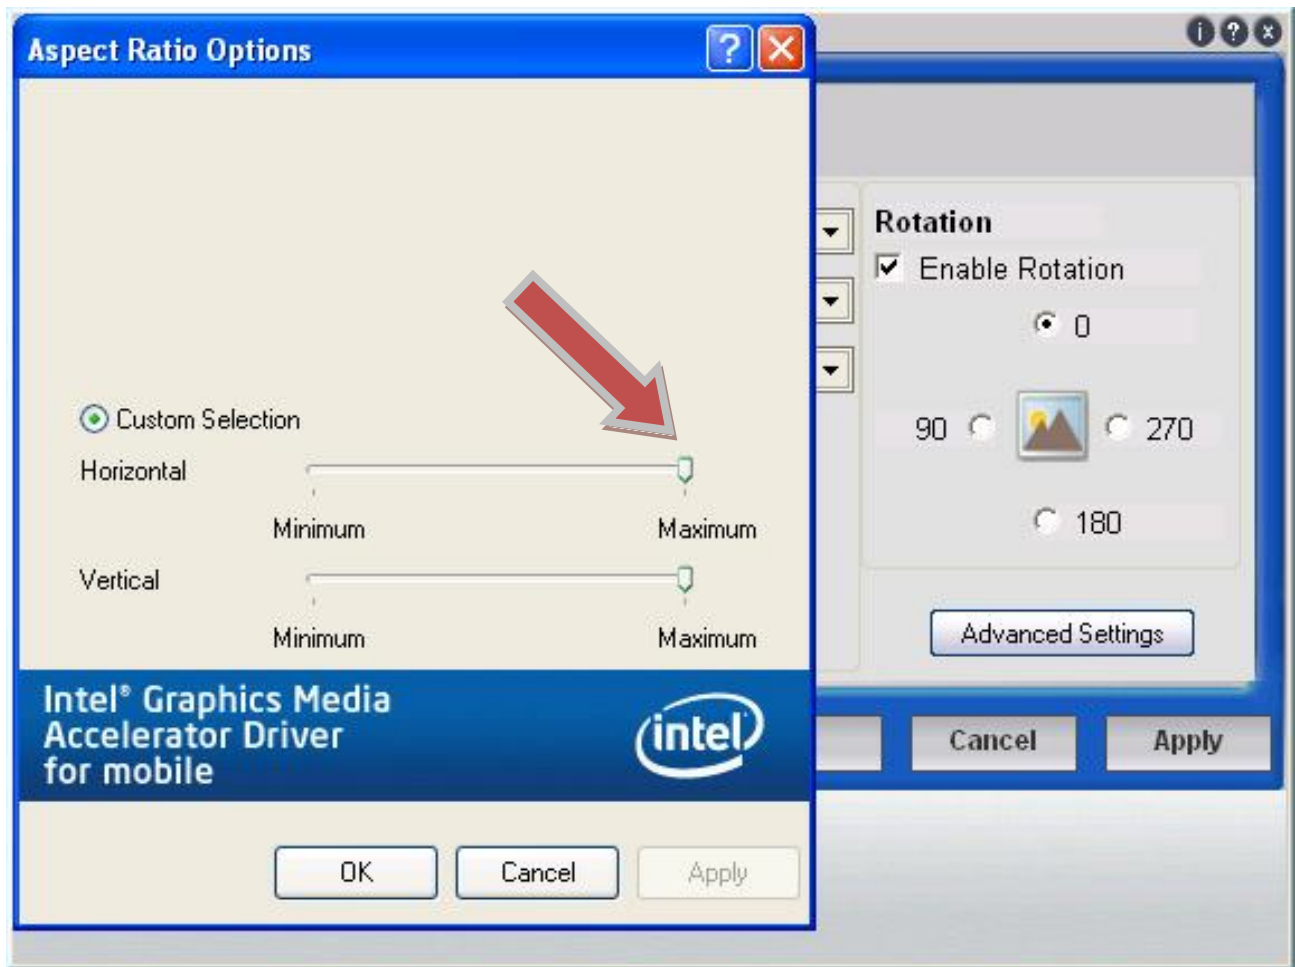 Aspect Ratio Options
?
i ? x
Rotation
Enable Rotation
0
90
270
180
Custom Selection
Horizontal
Minimum Maximum
Vertical
Minimum Maximum
Advanced Settings
Intel® Graphics Media
Accelerator Driver
for mobile
intel
Cancel Apply
OK Cancel Apply